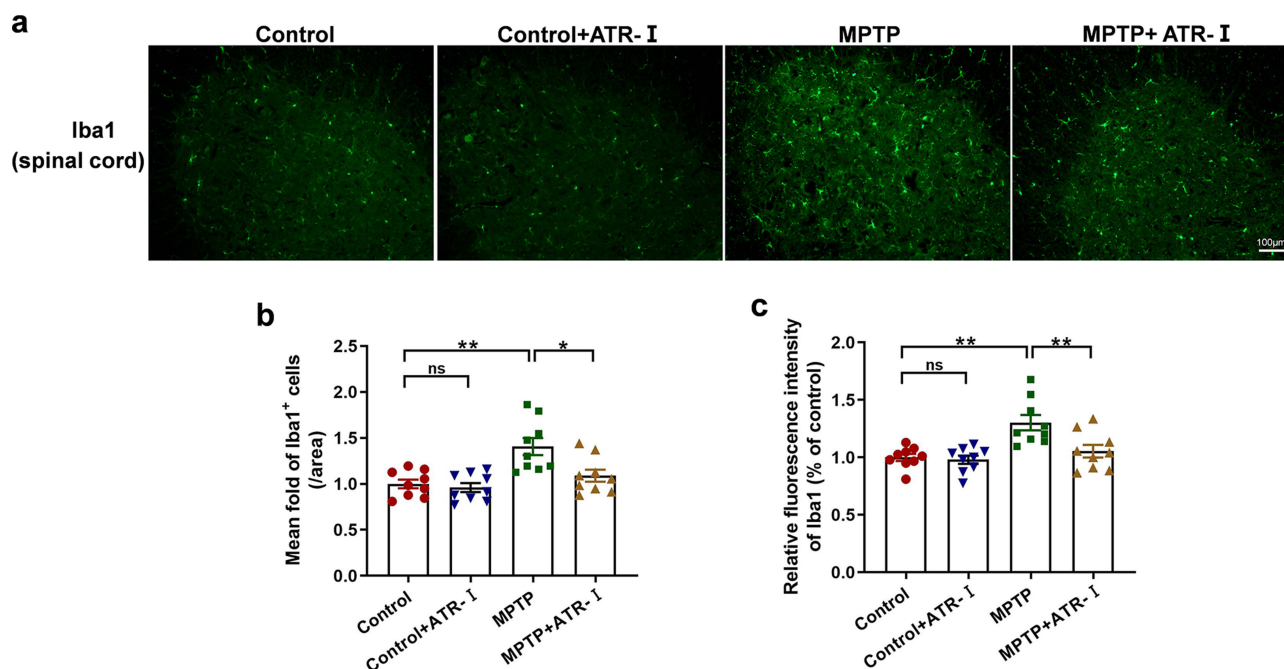 a
Control
Control+ATR-Ⅰ
MPTP
MPTP+ ATR-Ⅰ
Iba1
(spinal cord)
100μm
b
Mean fold of Iba1⁺ cells
(/area)
2.5
2.0
1.5
1.0
0.5
0.0
**
*
ns
Control
Control+ATR-Ⅰ
MPTP
MPTP+ATR-Ⅰ
c
Relative fluorescence intensity
of Iba1 (% of control)
2.0
1.5
1.0
0.5
0.0
**
**
ns
Control
Control+ATR-Ⅰ
MPTP
MPTP+ATR-Ⅰ